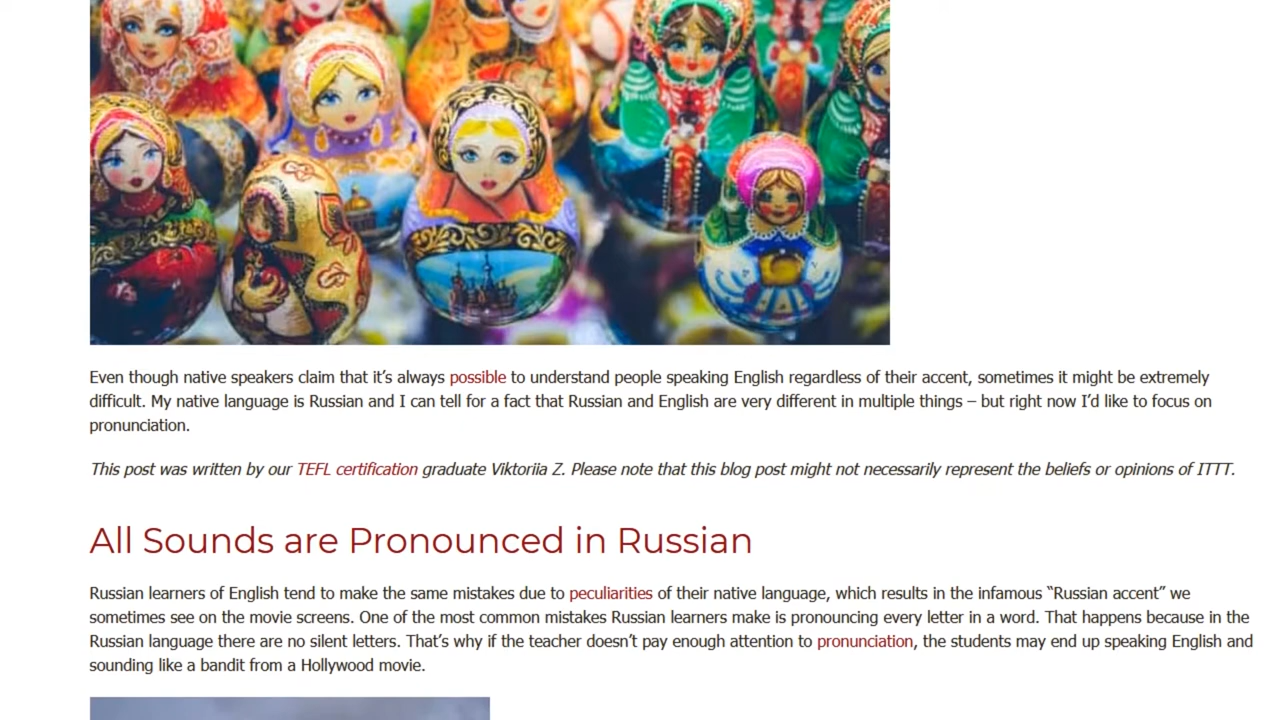 Even though native speakers claim that it’s always possible to understand people speaking English regardless of their accent, sometimes it might be extremely
difficult. My native language is Russian and I can tell for a fact that Russian and English are very different in multiple things – but right now I’d like to focus on
pronunciation.
This post was written by our TEFL certification graduate Viktoriia Z. Please note that this blog post might not necessarily represent the beliefs or opinions of ITTT.
All Sounds are Pronounced in Russian
Russian learners of English tend to make the same mistakes due to peculiarities of their native language, which results in the infamous “Russian accent” we
sometimes see on the movie screens. One of the most common mistakes Russian learners make is pronouncing every letter in a word. That happens because in the
Russian language there are no silent letters. That’s why if the teacher doesn’t pay enough attention to pronunciation, the students may end up speaking English and
sounding like a bandit from a Hollywood movie.